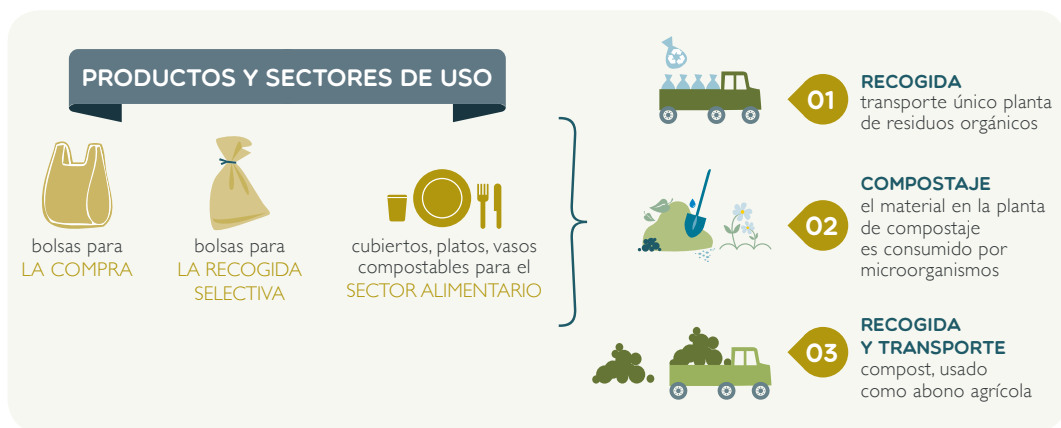 PRODUCTOS Y SECTORES DE USO
bolsas para
LA COMPRA
bolsas para
LA RECOGIDA
SELECTIVA
cubiertos, platos, vasos
compostables para el
SECTOR ALIMENTARIO
01
RECOGIDA
transporte único planta
de residuos orgánicos
02
COMPOSTAJE
el material en la planta
de compostaje
es consumido por
microorganismos
03
RECOGIDA
Y TRANSPORTE
compost, usado
como abono agrícola